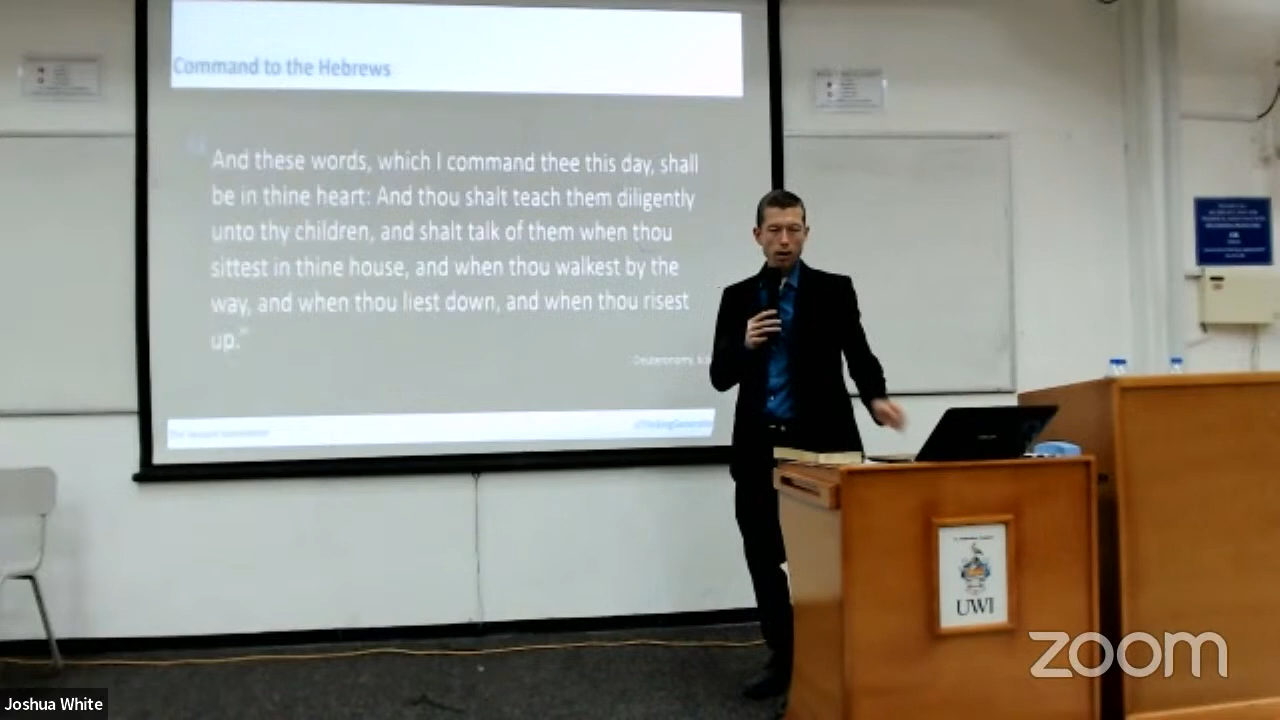 Command to the Hebrews
And these words, which I command thee this day, shall
be in thine heart: And thou shalt teach them diligently
unto thy children, and shalt talk of them when thou
sittest in thine house, and when thou walkest by the
way, and when thou liest down, and when thou risest
up."
Deuteronomy,
UWI
zoom
Joshua White